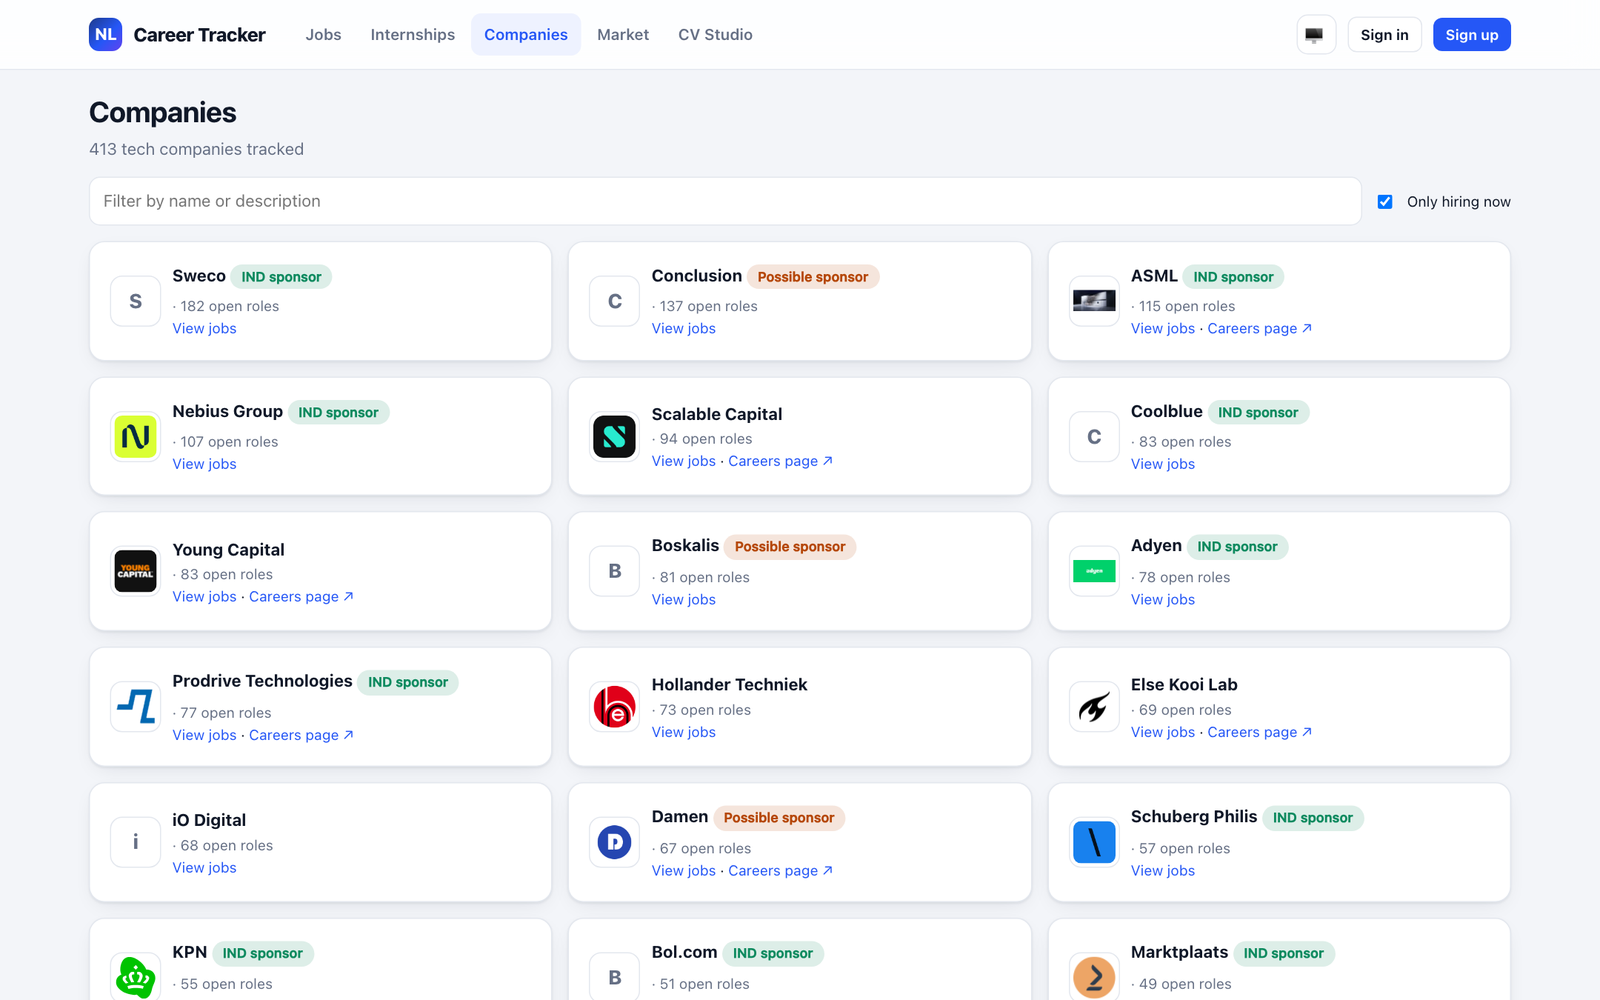 NL Career Tracker Jobs Internships Companies Market CV Studio Sign in Sign up
Companies
413 tech companies tracked
Filter by name or description
Only hiring now
S
Sweco IND sponsor
· 182 open roles
View jobs
C
Conclusion Possible sponsor
· 137 open roles
View jobs
ASML IND sponsor
· 115 open roles
View jobs · Careers page ↗
Nebius Group IND sponsor
· 107 open roles
View jobs
Scalable Capital
· 94 open roles
View jobs · Careers page ↗
C
Coolblue IND sponsor
· 83 open roles
View jobs
YOUNG
CAPITAL
Young Capital
· 83 open roles
View jobs · Careers page ↗
B
Boskalis Possible sponsor
· 81 open roles
View jobs
adyen
Adyen IND sponsor
· 78 open roles
View jobs
Prodrive Technologies IND sponsor
· 77 open roles
View jobs · Careers page ↗
Hollander Techniek
· 73 open roles
View jobs
Else Kooi Lab
· 69 open roles
View jobs · Careers page ↗
i
iO Digital
· 68 open roles
View jobs
D
Damen Possible sponsor
· 67 open roles
View jobs · Careers page ↗
Schuberg Philis IND sponsor
· 57 open roles
View jobs
KPN IND sponsor
· 55 open roles
B
Bol.com IND sponsor
· 51 open roles
Marktplaats IND sponsor
· 49 open roles